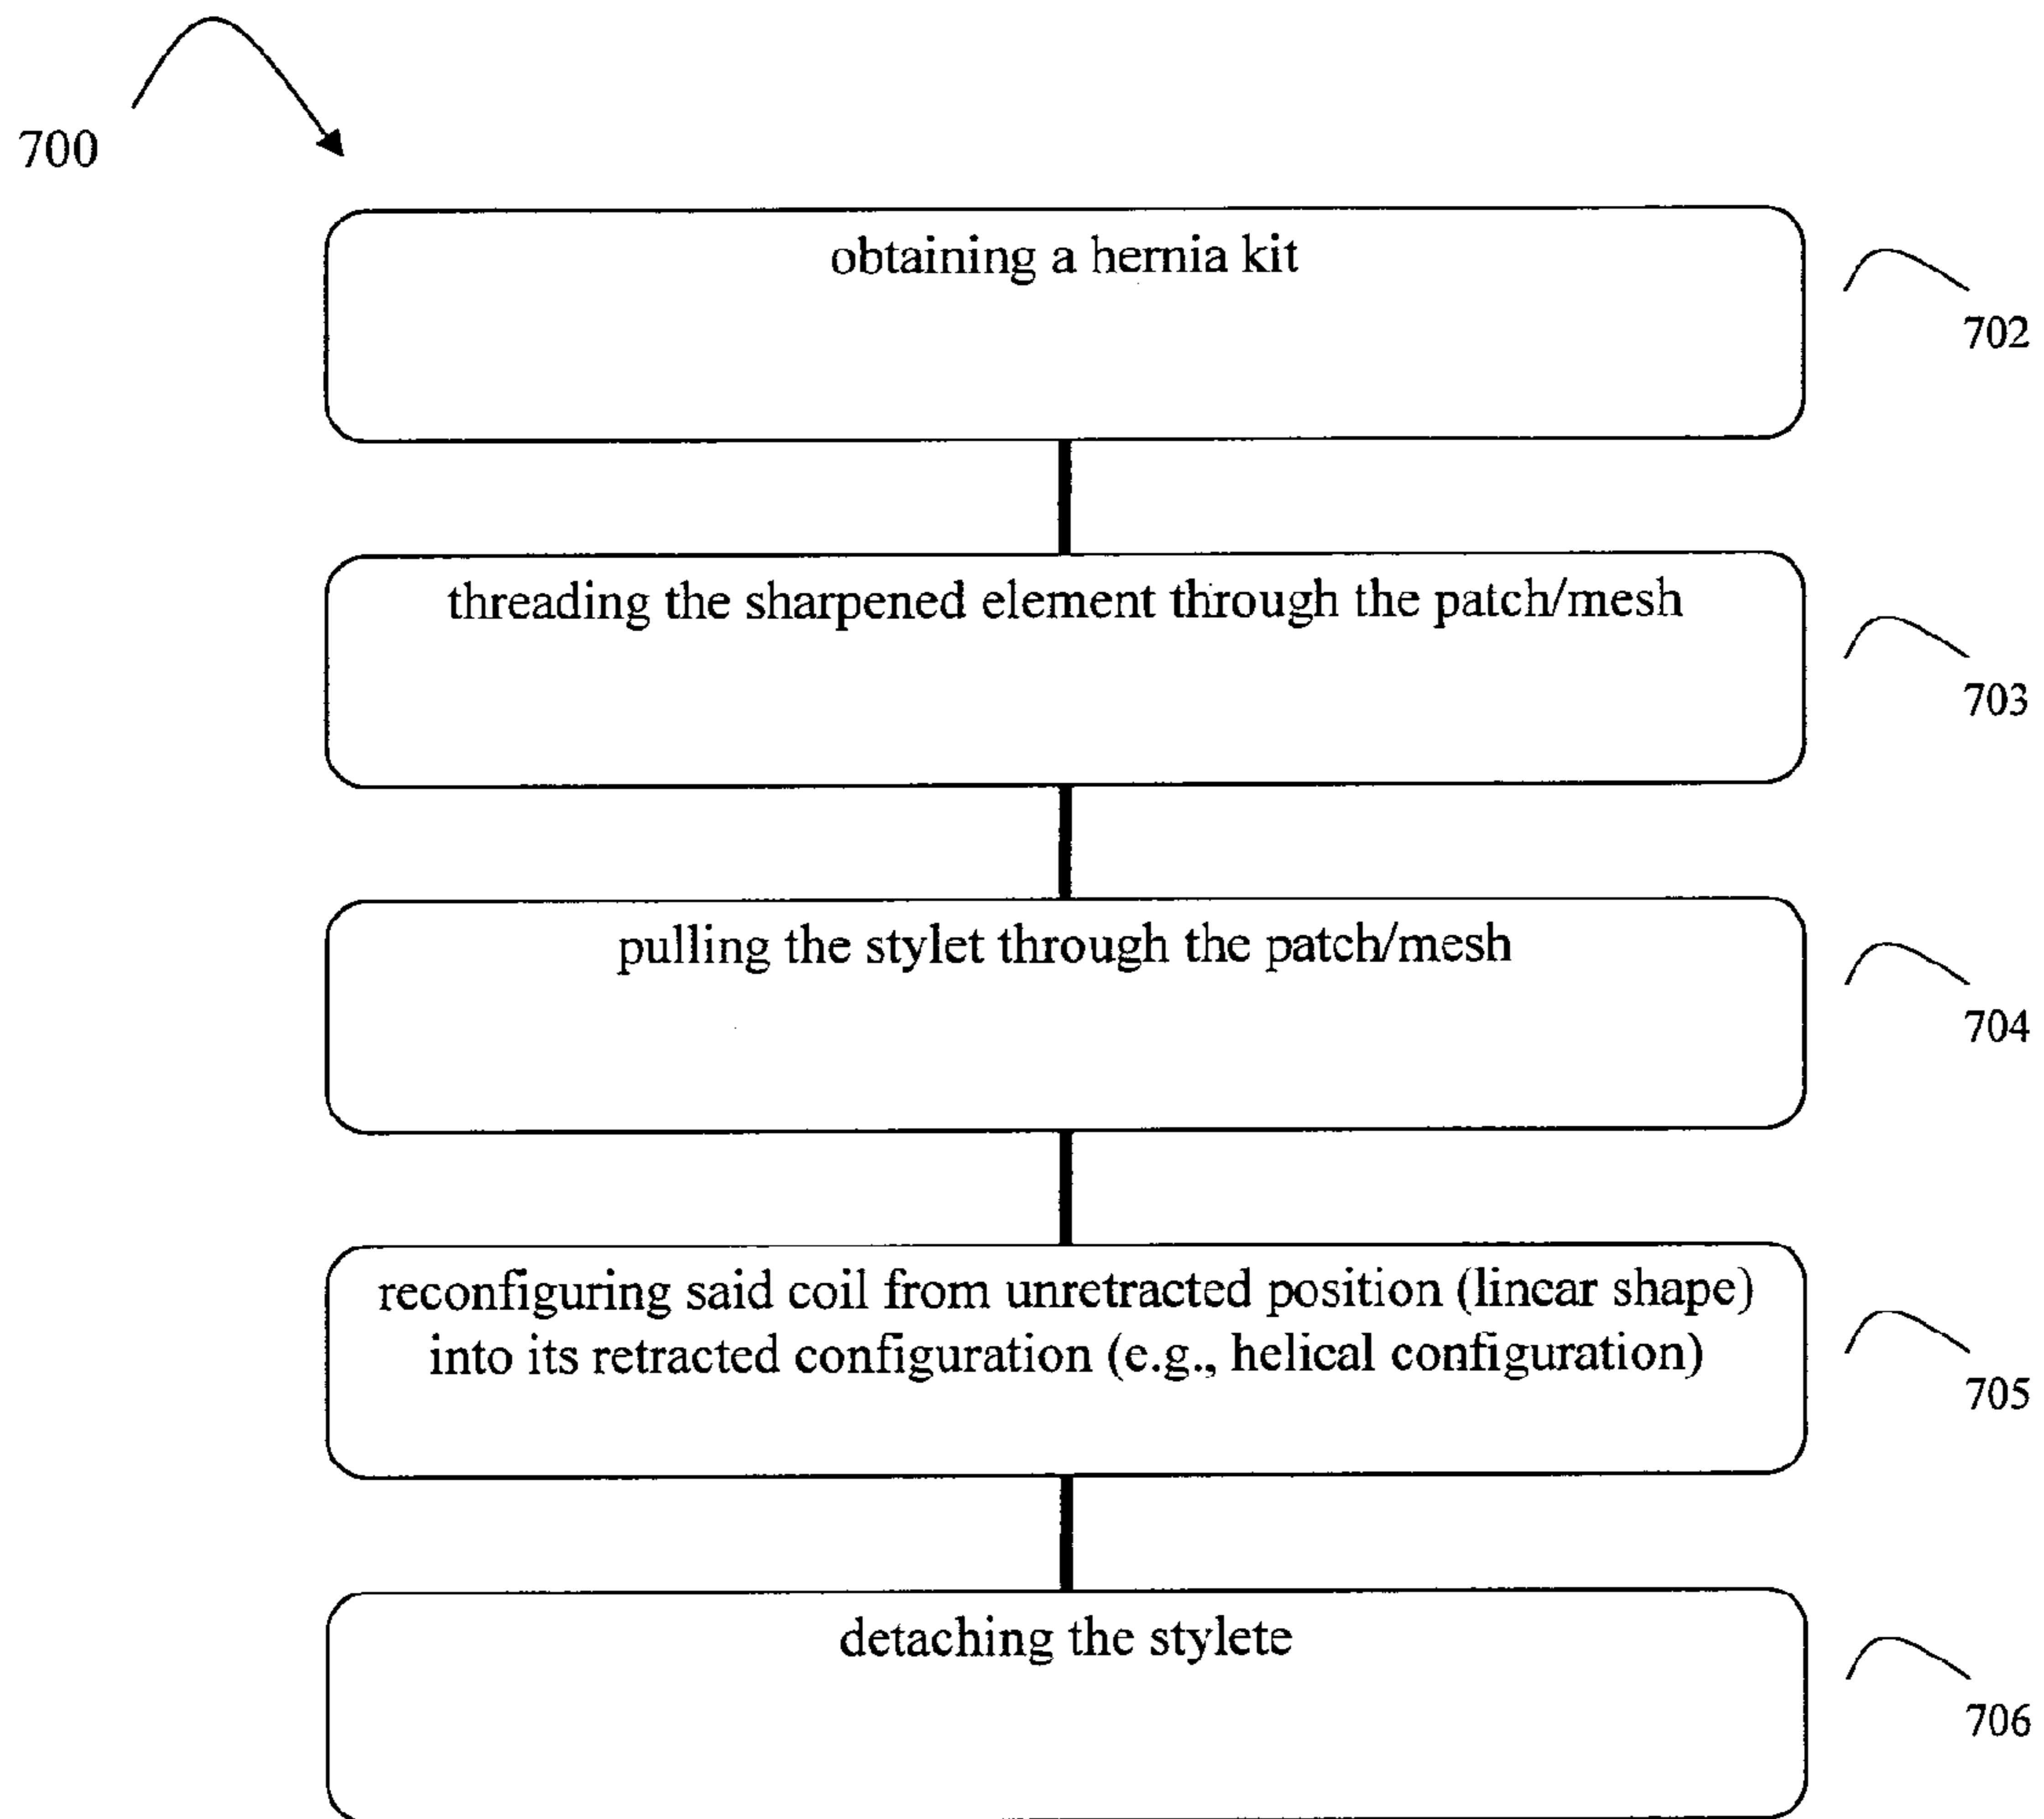 700
obtaining a hernia kit
702
threading the sharpened element through the patch/mesh
703
pulling the stylet through the patch/mesh
704
reconfiguring said coil from unretracted position (linear shape)
into its retracted configuration (e.g., helical configuration)
705
detaching the stylete
706